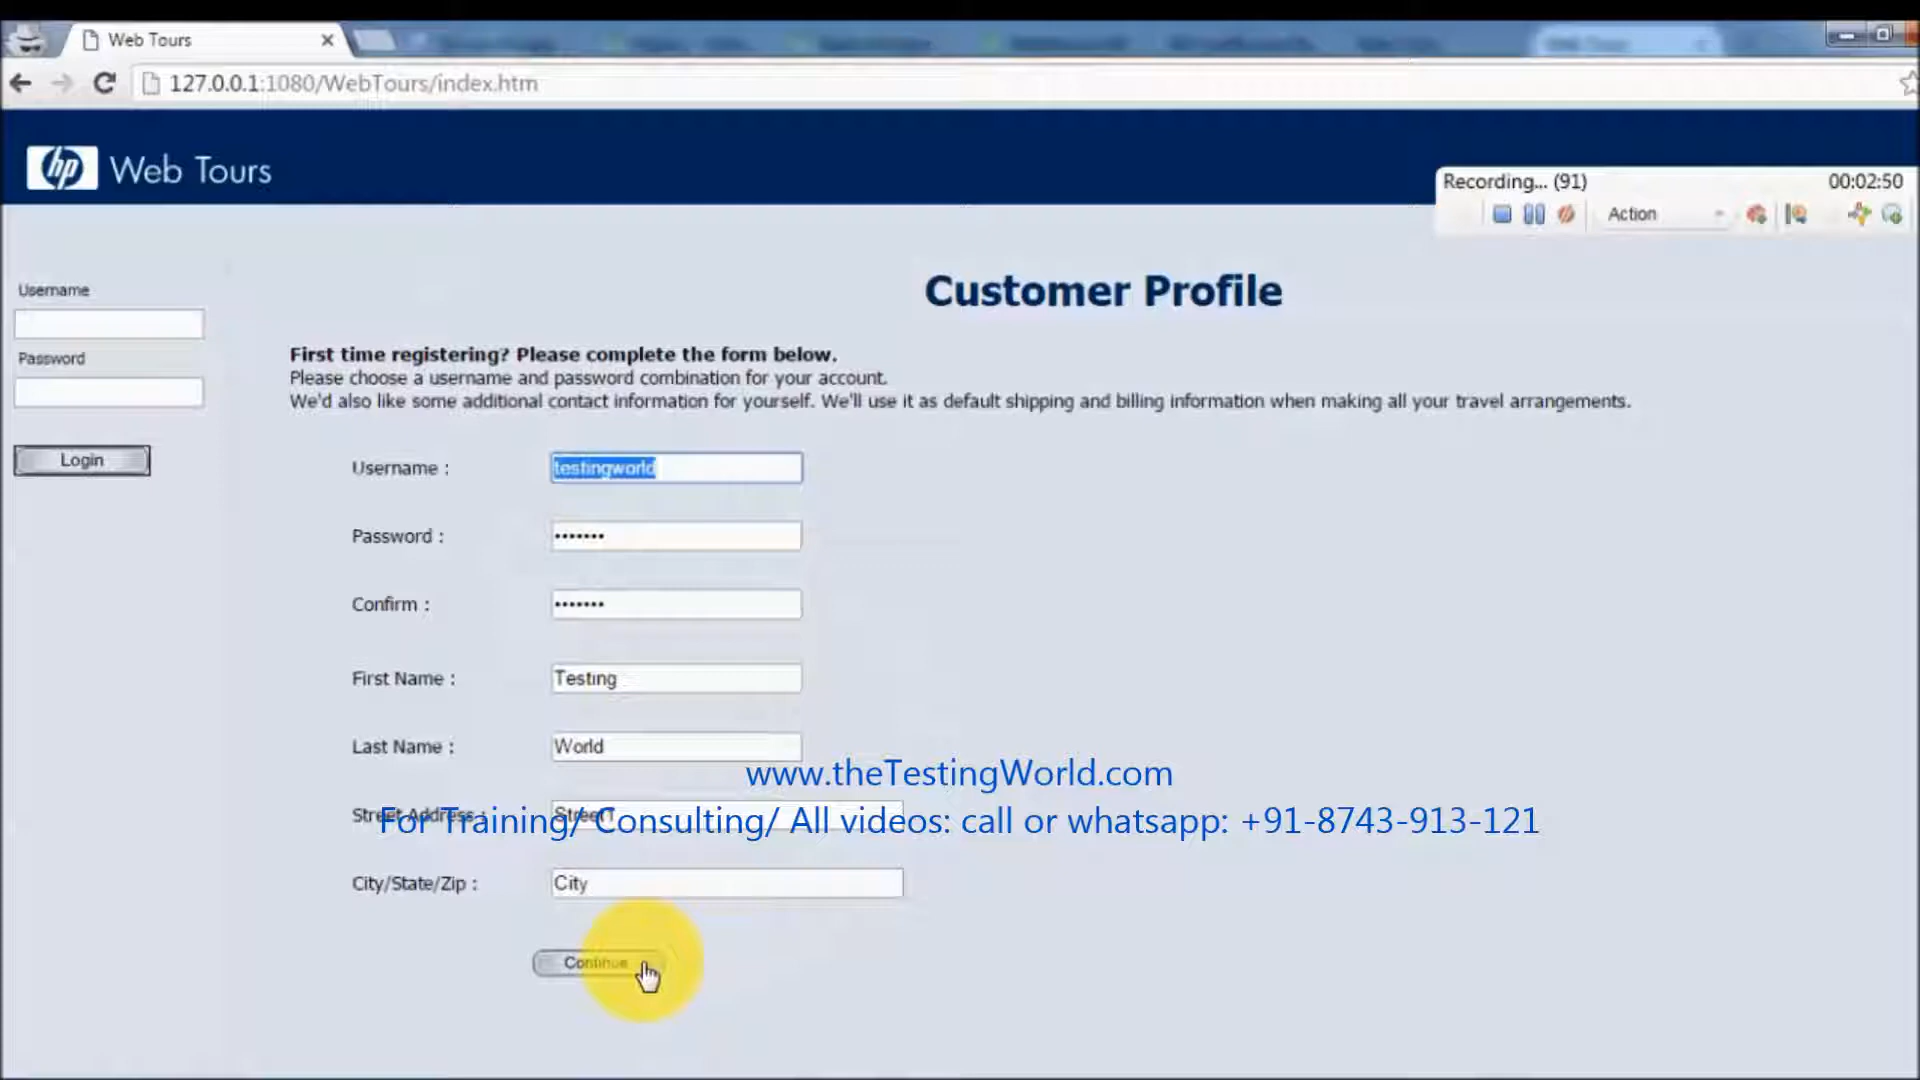 Web Tours
127.0.0.1:1080/WebTours/index.htm
hp Web Tours
Recording... (91) 00:02:50
Action
Customer Profile
Username
Password
Login
First time registering? Please complete the form below.
Please choose a username and password combination for your account.
We'd also like some additional contact information for yourself. We'll use it as default shipping and billing information when making all your travel arrangements.
Username : testingworld
Password : •••••••
Confirm : •••••••
First Name : Testing
Last Name : World
www.theTestingWorld.com
Street Address : Street1
For Training/ Consulting/ All videos: call or whatsapp: +91-8743-913-121
City/State/Zip : City
Continue